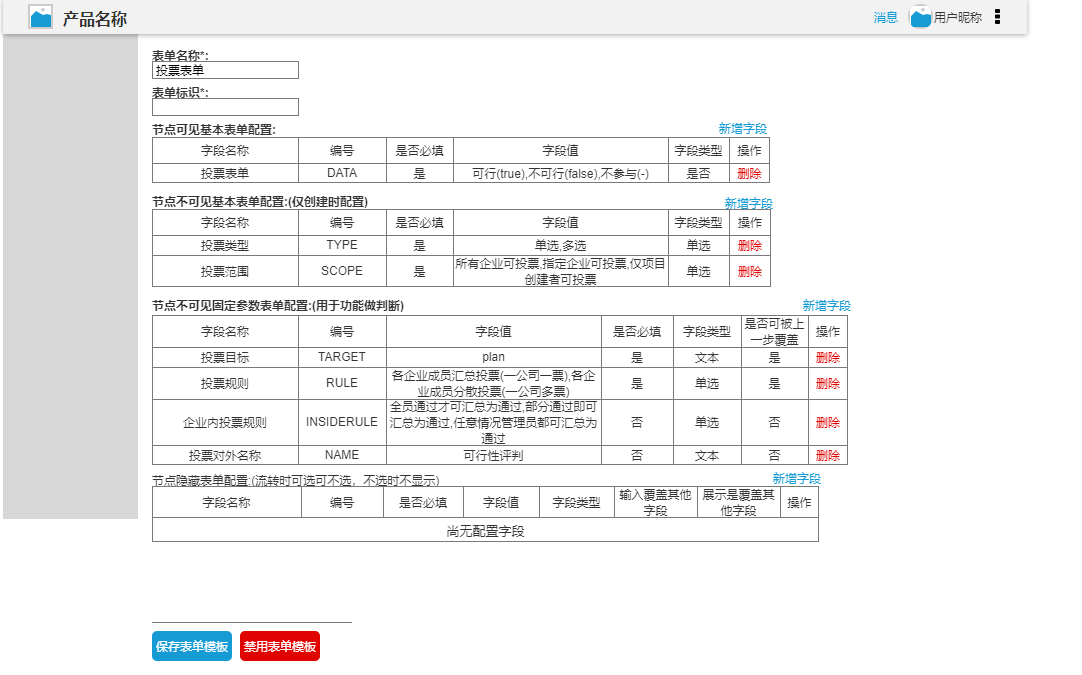 产品名称 消息 用户昵称
表单名称*:
投票表单
表单标识*:
节点可见基本表单配置: 新增字段
字段名称 编号 是否必填 字段值 字段类型 操作
投票表单 DATA 是 可行(true),不可行(false),不参与(-) 是否 删除
节点不可见基本表单配置:(仅创建时配置) 新增字段
字段名称 编号 是否必填 字段值 字段类型 操作
投票类型 TYPE 是 单选,多选 单选 删除
投票范围 SCOPE 是 所有企业可投票,指定企业可投票,仅项目
创建者可投票 单选 删除
节点不可见固定参数表单配置:(用于功能做判断) 新增字段
字段名称 编号 字段值 是否必填 字段类型 是否可被上
一步覆盖 操作
投票目标 TARGET plan 是 文本 是 删除
投票规则 RULE 各企业成员汇总投票(一公司一票),各企
业成员分散投票(一公司多票) 是 单选 是 删除
企业内投票规则 INSIDERULE 全员通过才可汇总为通过,部分通过即可
汇总为通过,任意情况管理员都可汇总为
通过 否 单选 否 删除
投票对外名称 NAME 可行性评判 否 文本 否 删除
节点隐藏表单配置:(流转时可选可不选，不选时不显示) 新增字段
字段名称 编号 是否必填 字段值 字段类型 输入覆盖其他
字段 展示是覆盖其
他字段 操作
尚无配置字段
保存表单模板 禁用表单模板